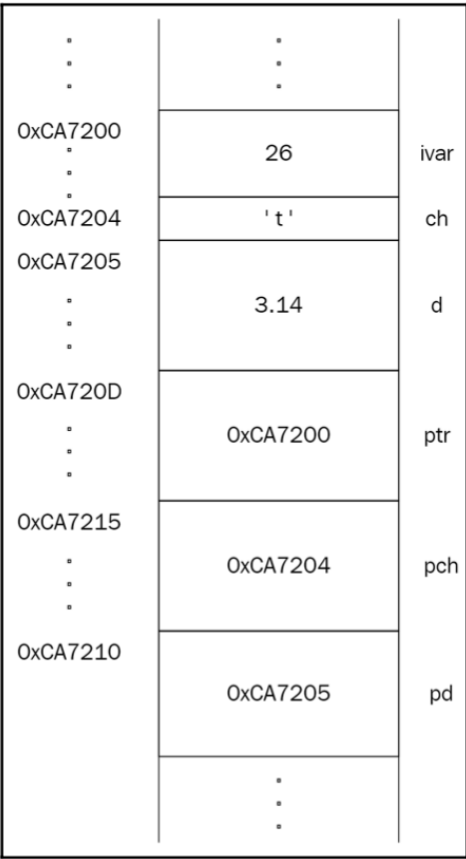 0xCA7200
26 ivar
0xCA7204 't' ch
0xCA7205
3.14 d
0xCA720D
0xCA7200 ptr
0xCA7215
0xCA7204 pch
0xCA7210
0xCA7205 pd